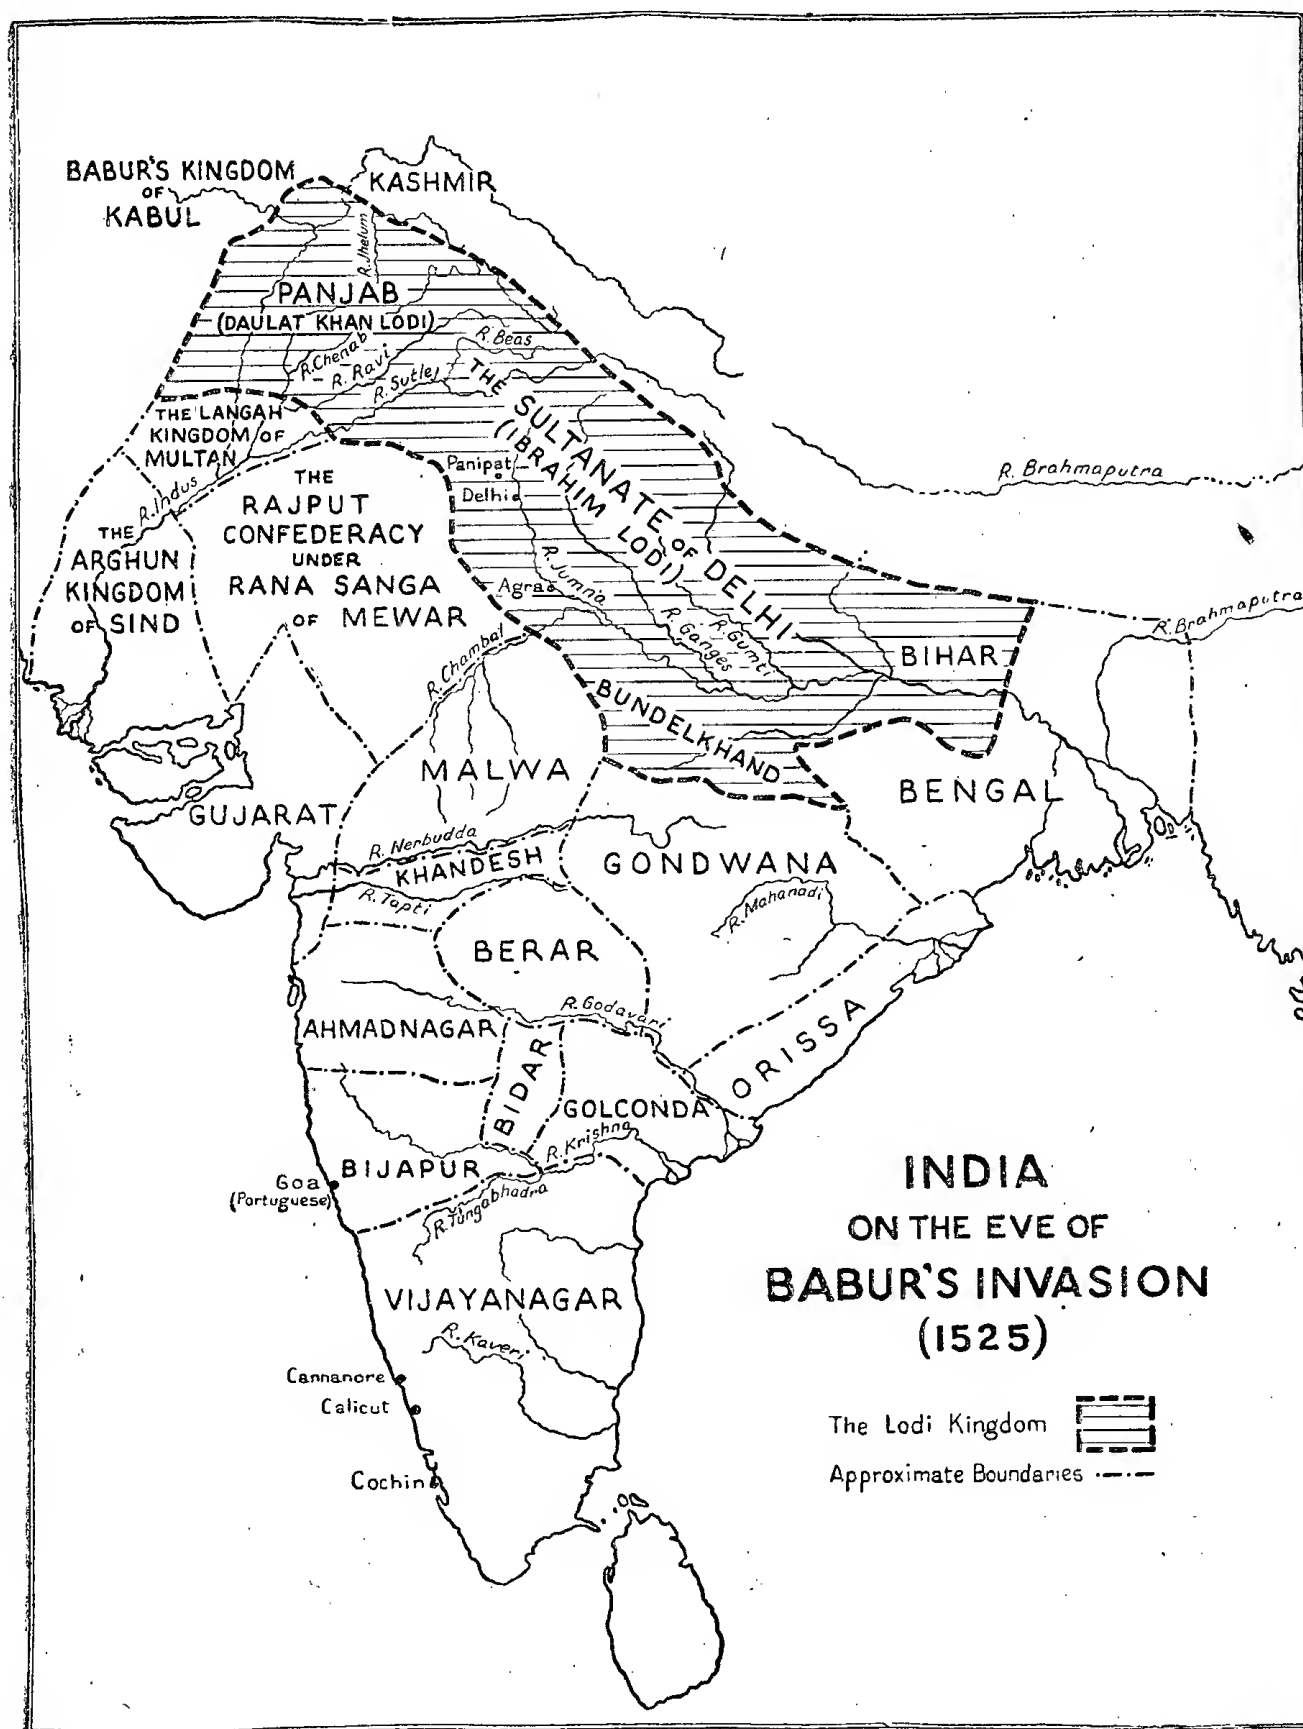 BABUR'S KINGDOM
OF
KABUL
KASHMIR
R. Jhelum
PANJAB
(DAULAT KHAN LODI)
R. Chenab
R. Ravi
R. Sutlej
R. Beas
THE LANGAH
KINGDOM OF
MULTAN
R. Indus
THE
SULTANATE OF DELHI
(IBRAHIM LODI)
Panipat
Delhi
Agra
R. Jumna
R. Ganges
R. Gumti
R. Brahmaputra
R. Brahmaputra
THE
RAJPUT
CONFEDERACY
UNDER
RANA SANGA
OF MEWAR
THE
ARGHUN
KINGDOM
OF SIND
R. Chambal
BIHAR
BUNDELKHAND
MALWA
BENGAL
GUJARAT
R. Nerbudda
KHANDESH
R. Tapti
GONDWANA
R. Mahanadi
BERAR
R. Godavari
AHMADNAGAR
BIDAR
ORISSA
GOLCONDA
R. Krishna
BIJAPUR
Goa
(Portuguese)
R. Tungabhadra
VIJAYANAGAR
R. Kaveri
Cannanore
Calicut
Cochin
INDIA
ON THE EVE OF
BABUR'S INVASION
(1525)
The Lodi Kingdom
Approximate Boundaries